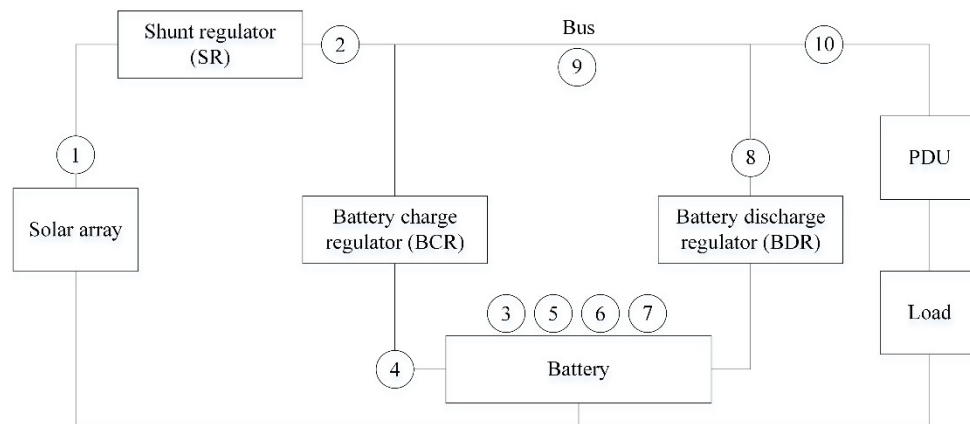 Shunt regulator
(SR)
2
Bus
9
10
1
8
PDU
Solar array
Battery charge
regulator (BCR)
Battery discharge
regulator (BDR)
3
5
6
7
Load
4
Battery